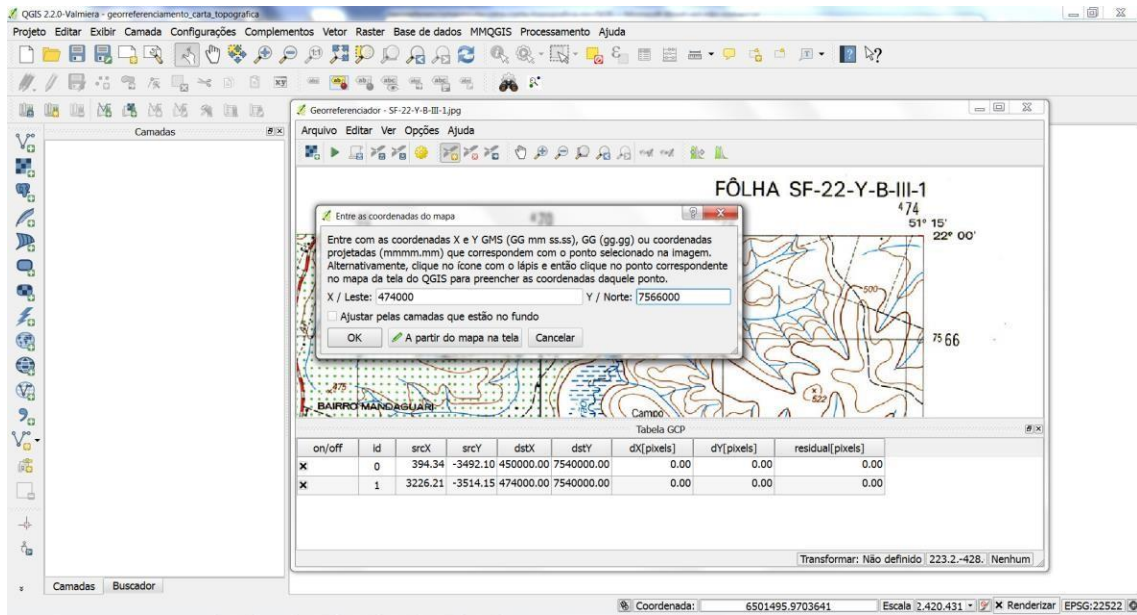 QGIS 2.2.0-Valmiera - georreferenciamento_carta_topografica
Projeto Editar Exibir Camada Configurações Complementos Vetor Raster Base de dados MMQGIS Processamento Ajuda
Camadas
Georreferenciador - SF-22-Y-B-III-1.jpg
Arquivo Editar Ver Opções Ajuda
FÔLHA SF-22-Y-B-III-1
474
51° 15'
22° 00'
470
Entre as coordenadas do mapa
Entre com as coordenadas X e Y GMS (GG mm ss.ss), GG (gg.gg) ou coordenadas
projetadas (mmmm.mm) que correspondem com o ponto selecionado na imagem.
Alternativamente, clique no ícone com o lápis e então clique no ponto correspondente
no mapa da tela do QGIS para preencher as coordenadas daquele ponto.
X / Leste: 474000 Y / Norte: 7566000
Ajustar pelas camadas que estão no fundo
OK A partir do mapa na tela Cancelar
500
75 66
475
522
BAIRRO MANDAGUARI
Campo
Tabela GCP
on/off id srcX srcY dstX dstY dX[pixels] dY[pixels] residual[pixels]
0 394.34 -3492.10 450000.00 7540000.00 0.00 0.00 0.00
1 3226.21 -3514.15 474000.00 7540000.00 0.00 0.00 0.00
Transformar: Não definido 223.2.-428. Nenhum
Camadas Buscador
Coordenada: 6501495.9703641 Escala 2.420.431 Renderizar EPSG:22522